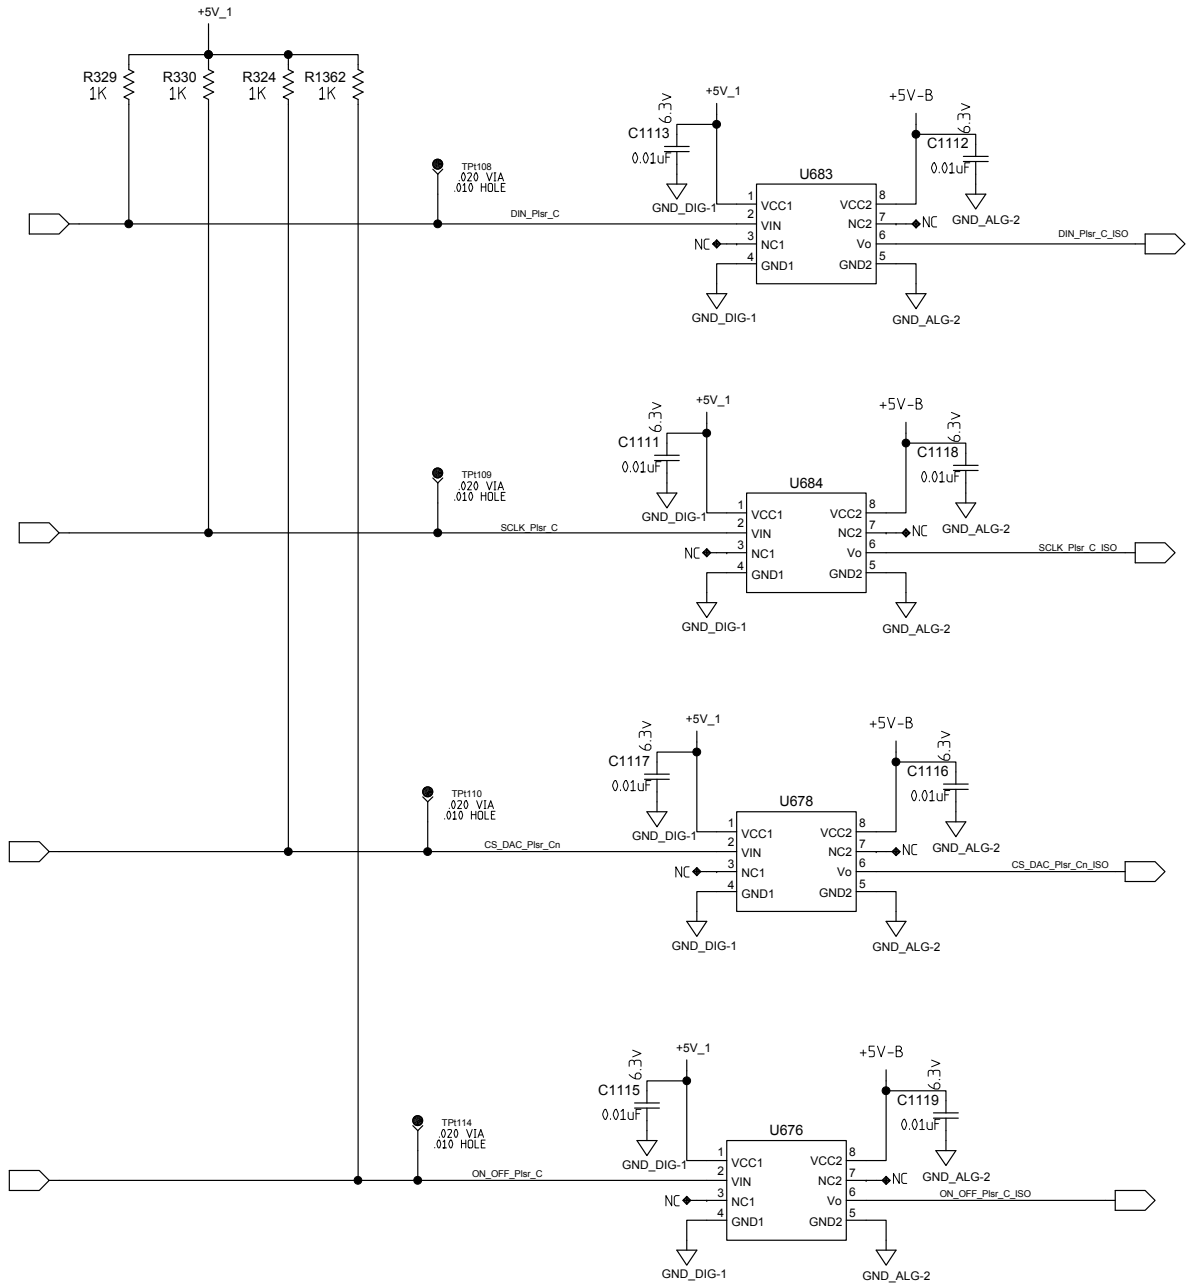 +5V_1
R329 R330 R324 R1362
1K 1K 1K 1K
TPt108
.020 VIA
.010 HOLE
DIN_Plsr_C
+5V_1
6.3v
C1113
0.01uF
GND_DIG-1
+5V-B
6.3v
C1112
0.01uF
GND_ALG-2
U683
1 VCC1 VCC2 8
2 VIN NC2 7 NC
NC 3 NC1 Vo 6
4 GND1 GND2 5
DIN_Plsr_C_ISO
GND_DIG-1
GND_ALG-2
TPt109
.020 VIA
.010 HOLE
SCLK_Plsr_C
+5V_1
6.3v
C1111
0.01uF
GND_DIG-1
+5V-B
6.3v
C1118
0.01uF
GND_ALG-2
U684
1 VCC1 VCC2 8
2 VIN NC2 7 NC
NC 3 NC1 Vo 6
4 GND1 GND2 5
SCLK_Plsr_C_ISO
GND_DIG-1
GND_ALG-2
TPt110
.020 VIA
.010 HOLE
CS_DAC_Plsr_Cn
+5V_1
6.3v
C1117
0.01uF
GND_DIG-1
+5V-B
6.3v
C1116
0.01uF
GND_ALG-2
U678
1 VCC1 VCC2 8
2 VIN NC2 7 NC
NC 3 NC1 Vo 6
4 GND1 GND2 5
CS_DAC_Plsr_Cn_ISO
GND_DIG-1
GND_ALG-2
TPt114
.020 VIA
.010 HOLE
ON_OFF_Plsr_C
+5V_1
6.3v
C1115
0.01uF
GND_DIG-1
+5V-B
6.3v
C1119
0.01uF
GND_ALG-2
U676
1 VCC1 VCC2 8
2 VIN NC2 7 NC
NC 3 NC1 Vo 6
4 GND1 GND2 5
ON_OFF_Plsr_C_ISO
GND_DIG-1
GND_ALG-2